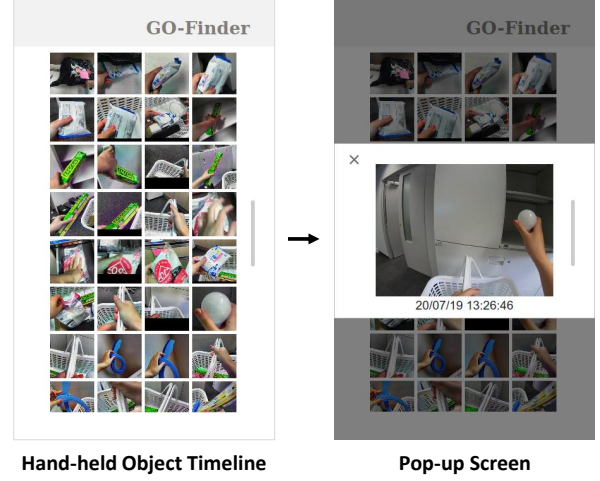 GO-Finder
GO-Finder
×
20/07/19 13:26:46
Hand-held Object Timeline
Pop-up Screen